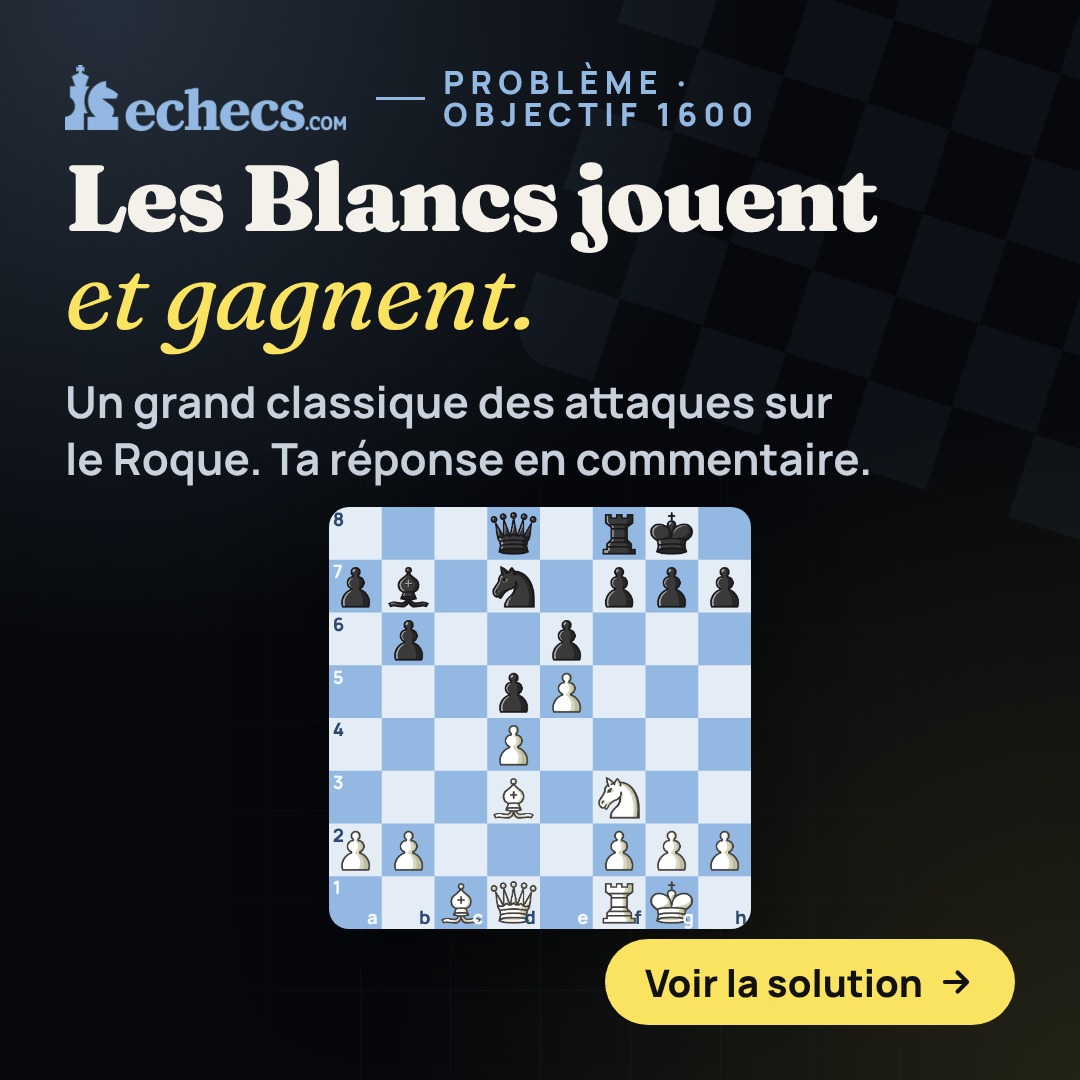 echecs.COM
PROBLÈME ·
OBJECTIF 1600
Les Blancs jouent
et gagnent.
Un grand classique des attaques sur
le Roque. Ta réponse en commentaire.
8
7
6
5
4
3
2
1
a b c d e f g h
Voir la solution →